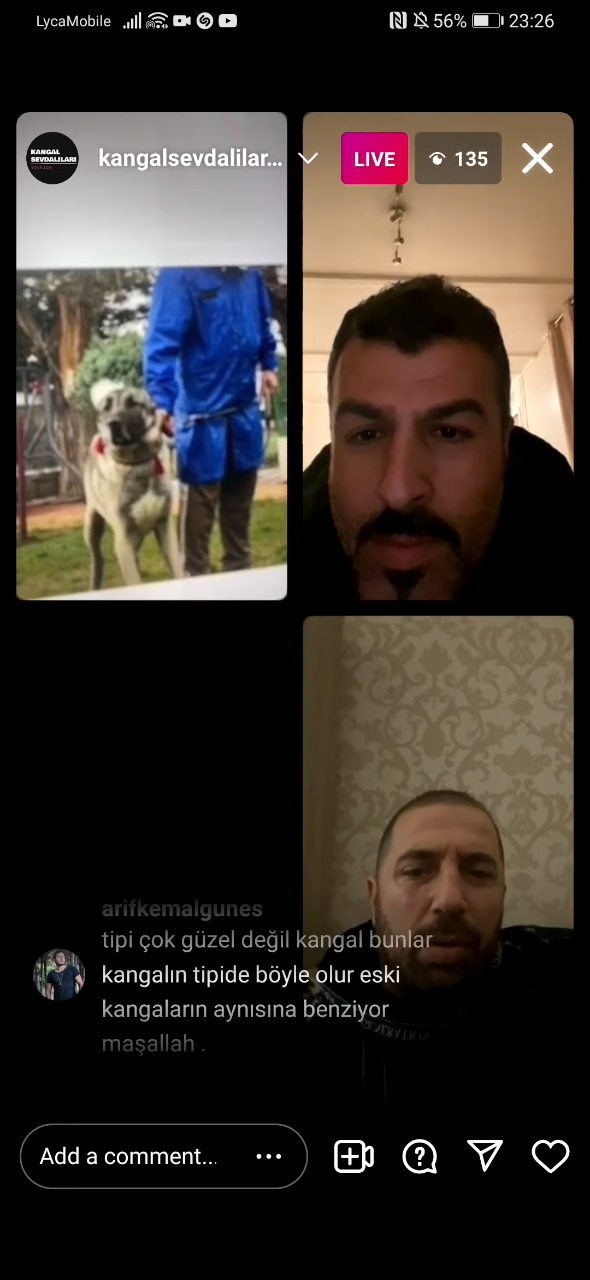 LycaMobile
56% 23:26
KANGAL
SEVDALILARI
YOUTUBE
kangalsevdalilar...
LIVE
135
arifkemalgunes
tipi çok güzel değil kangal bunlar
kangalın tipide böyle olur eski
kangaların aynısına benziyor
maşallah .
Add a comment...